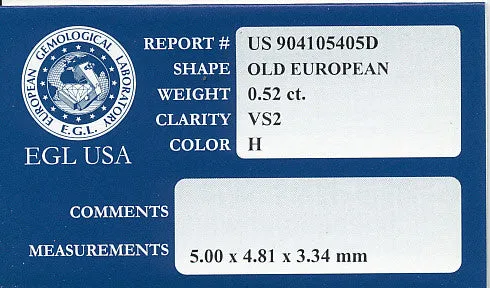 REPORT # US 904105405D
SHAPE OLD EUROPEAN
WEIGHT 0.52 ct.
CLARITY VS2
COLOR H
EUROPEAN GEMOLOGICAL LABORATORY
E.G.L.
EGL USA
COMMENTS
MEASUREMENTS 5.00 x 4.81 x 3.34 mm